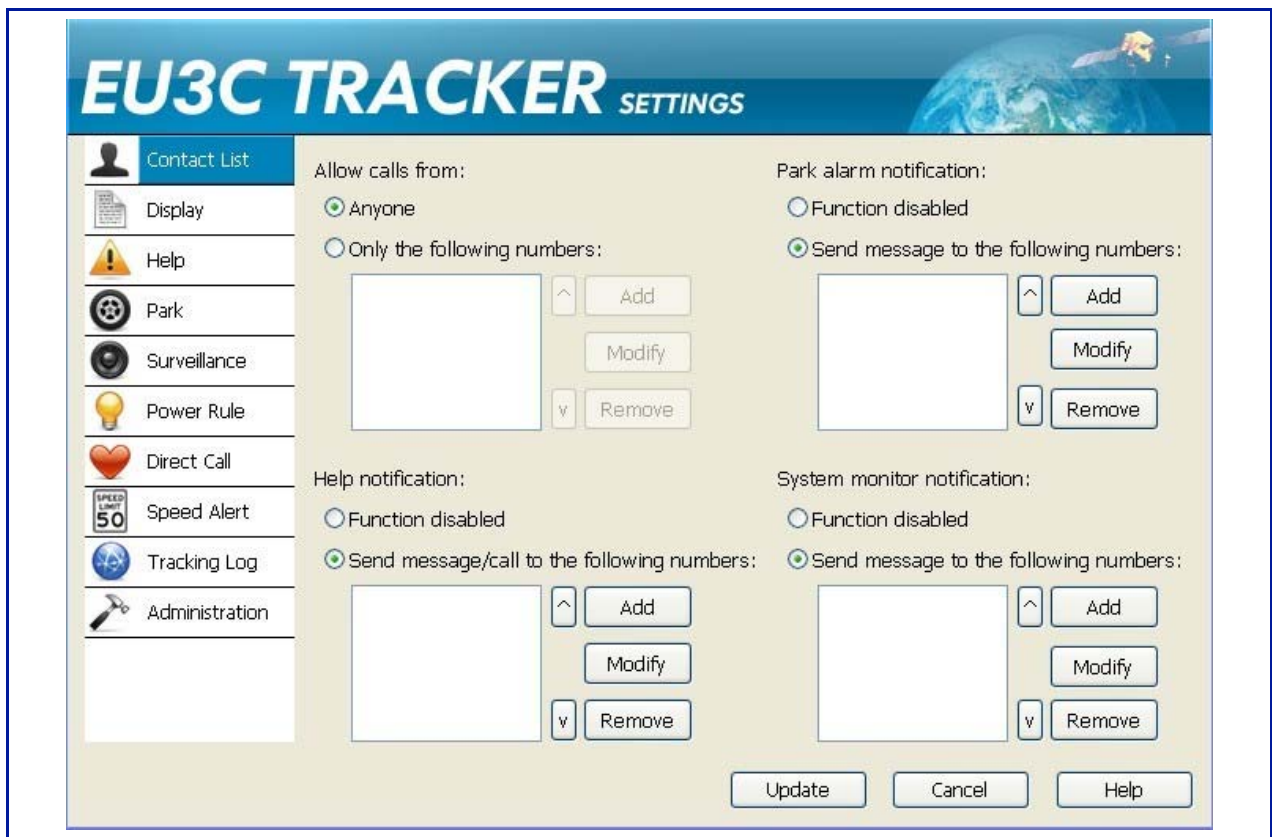 EU3C TRACKER SETTINGS
Contact List
Display
Help
Park
Surveillance
Power Rule
Direct Call
SPEED
LIMIT
50
Speed Alert
Tracking Log
Administration
Allow calls from:
Anyone
Only the following numbers:
^ Add
Modify
v Remove
Park alarm notification:
Function disabled
Send message to the following numbers:
^ Add
Modify
v Remove
Help notification:
Function disabled
Send message/call to the following numbers:
^ Add
Modify
v Remove
System monitor notification:
Function disabled
Send message to the following numbers:
^ Add
Modify
v Remove
Update Cancel Help